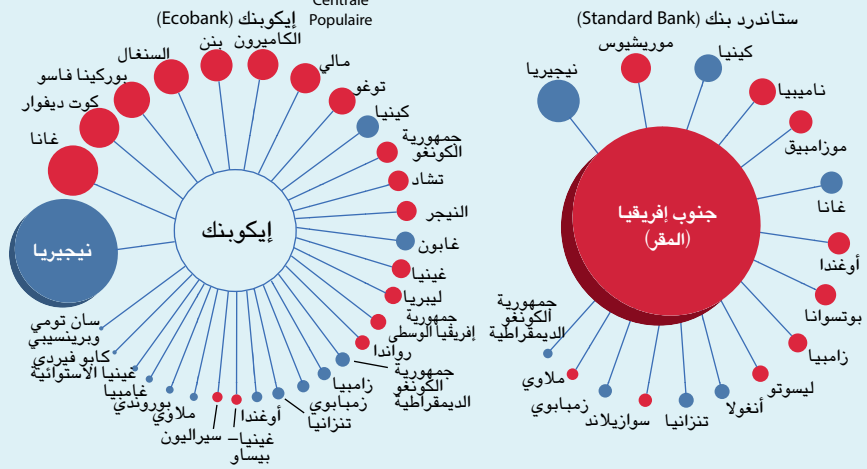 Centrale
Populaire
إيكوبنك (Ecobank)
الكاميرون
بنن
السنغال
بوركينا فاسو
كوت ديفوار
غانا
نيجيريا
مالي
توغو
كينيا
جمهورية
الكونغو
تشاد
النيجر
غابون
غينيا
ليبريا
جمهورية
إفريقيا الوسطى
رواندا
جمهورية
الكونغو
الديمقراطية
زامبيا
زمبابوي
تنزانيا
أوغندا
غينيا–
بيساو
سيراليون
ملاوي
بوروندي
غامبيا
غينيا الاستوائية
كابو فيردي
سان تومي
وبرينسيبي
إيكوبنك
ستاندرد بنك (Standard Bank)
موريشيوس
نيجيريا
كينيا
ناميبيا
موزامبيق
غانا
أوغندا
بوتسوانا
زامبيا
ليسوتو
أنغولا
تنزانيا
سوازيلاند
زمبابوي
ملاوي
جمهورية
الكونغو
الديمقراطية
جنوب إفريقيا
(المقر)